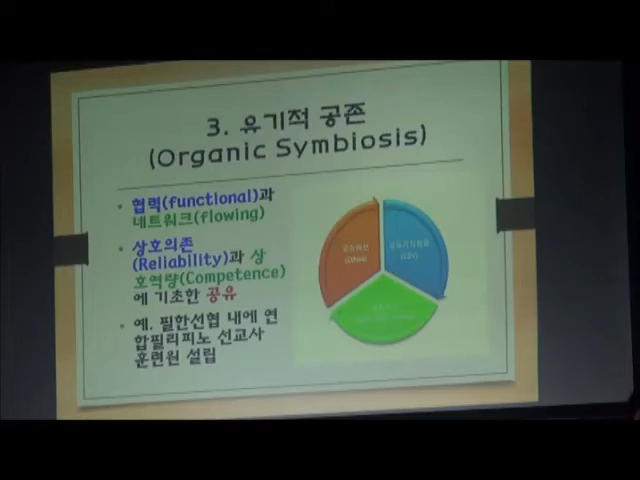 3. 유기적 공존
(Organic Symbiosis)
• 협력(functional)과
네트워크(flowing)
• 상호의존
(Reliability)과 상
호역량(Competence)
에 기초한 공유
• 예. 필한선협 내에 연
합필리피노 선교사
훈련원 설립